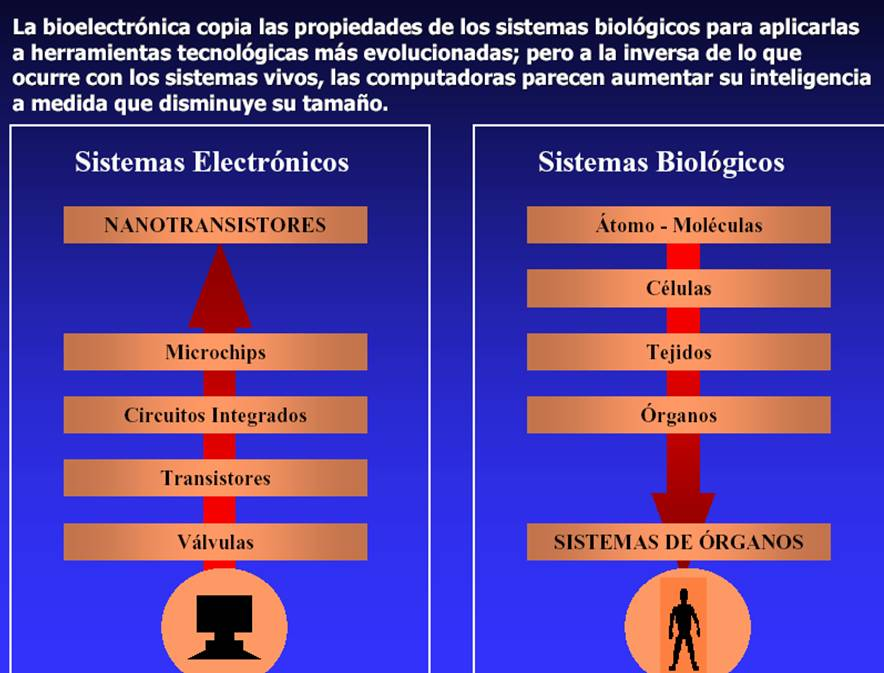 La bioelectrónica copia las propiedades de los sistemas biológicos para aplicarlas
a herramientas tecnológicas más evolucionadas; pero a la inversa de lo que
ocurre con los sistemas vivos, las computadoras parecen aumentar su inteligencia
a medida que disminuye su tamaño.
Sistemas Electrónicos
NANOTRANSISTORES
Microchips
Circuitos Integrados
Transistores
Válvulas
Sistemas Biológicos
Átomo - Moléculas
Células
Tejidos
Órganos
SISTEMAS DE ÓRGANOS